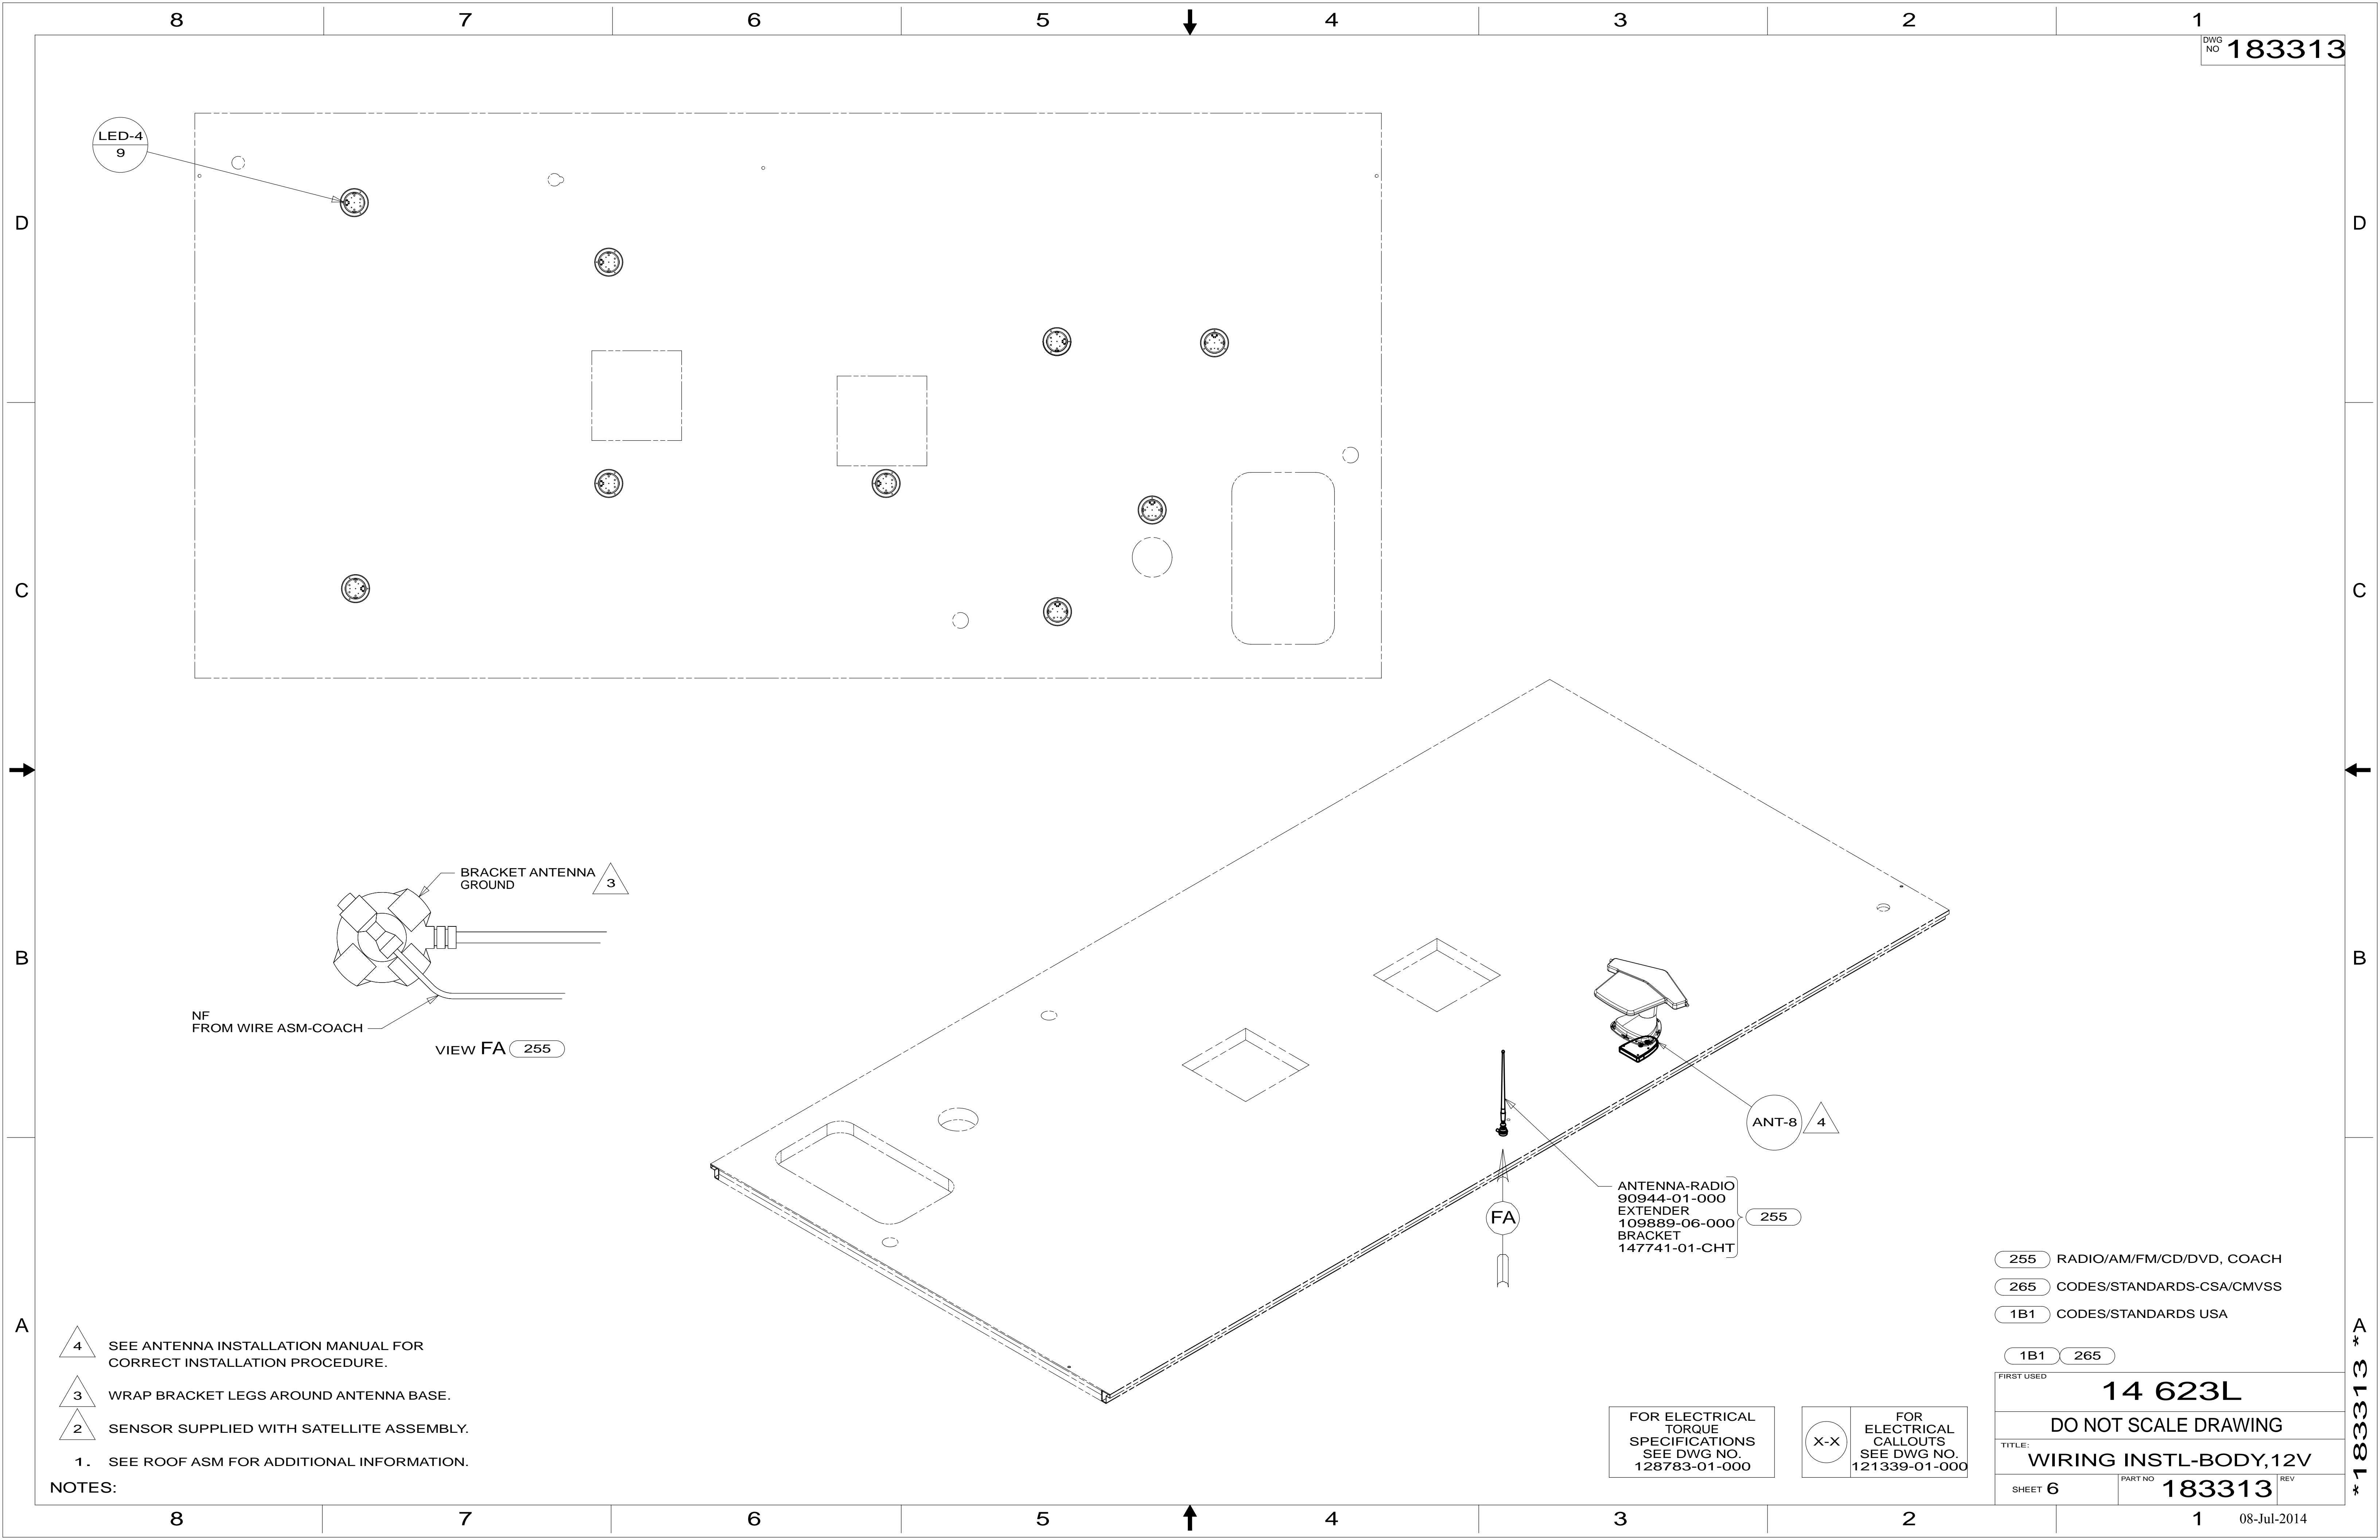 8 7 6 5 4 3 2 1
DWG
NO 183313
LED-4
9
D D
C C
BRACKET ANTENNA
GROUND
3
B B
NF
FROM WIRE ASM-COACH
VIEW FA 255
ANT-8 4
ANTENNA-RADIO
90944-01-000
EXTENDER
109889-06-000
BRACKET
147741-01-CHT
255
FA
255 RADIO/AM/FM/CD/DVD, COACH
265 CODES/STANDARDS-CSA/CMVSS
1B1 CODES/STANDARDS USA
A A
1B1 265
4 SEE ANTENNA INSTALLATION MANUAL FOR
CORRECT INSTALLATION PROCEDURE.
3 WRAP BRACKET LEGS AROUND ANTENNA BASE.
2 SENSOR SUPPLIED WITH SATELLITE ASSEMBLY.
1. SEE ROOF ASM FOR ADDITIONAL INFORMATION.
NOTES:
FOR ELECTRICAL
TORQUE
SPECIFICATIONS
SEE DWG NO.
128783-01-000
X-X
FOR
ELECTRICAL
CALLOUTS
SEE DWG NO.
121339-01-000
FIRST USED
14 623L
DO NOT SCALE DRAWING
TITLE:
WIRING INSTL-BODY,12V
SHEET 6
PART NO 183313
REV
*183313*
8 7 6 5 4 3 2 1
08-Jul-2014